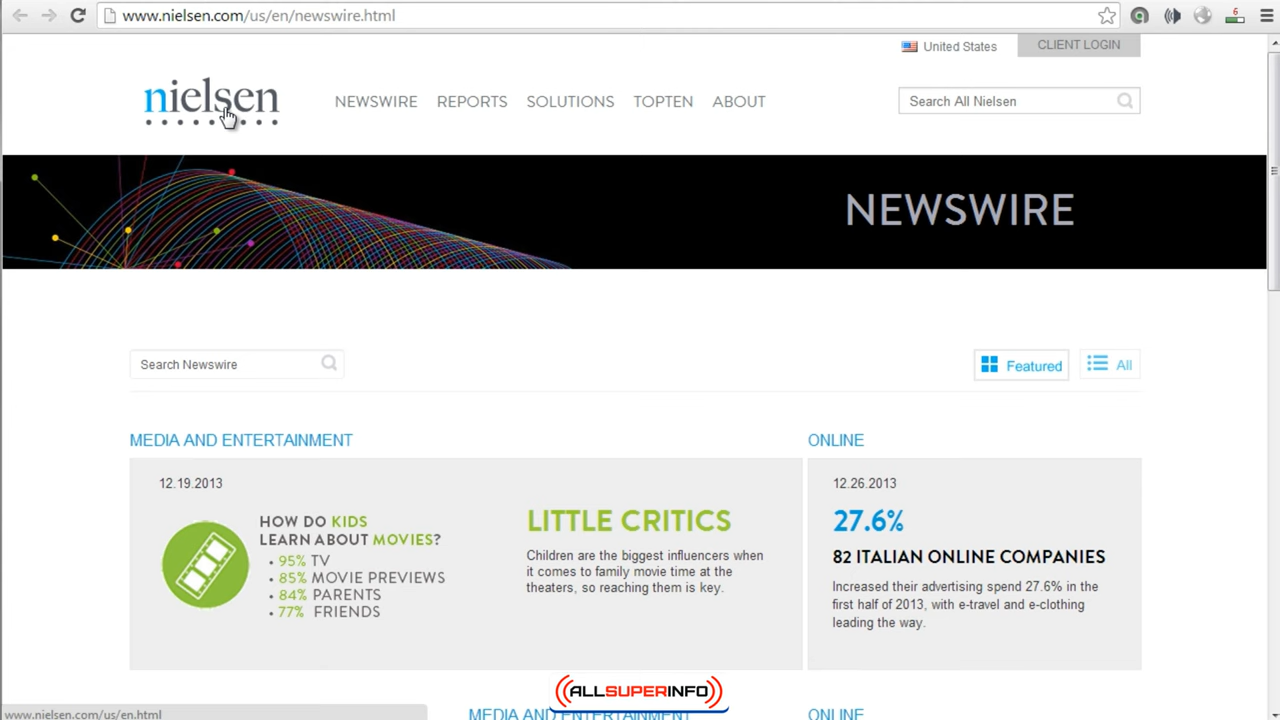 www.nielsen.com/us/en/newswire.html
6
United States
CLIENT LOGIN
nielsen
NEWSWIRE REPORTS SOLUTIONS TOPTEN ABOUT
Search All Nielsen
NEWSWIRE
Search Newswire
Featured
All
MEDIA AND ENTERTAINMENT
12.19.2013
HOW DO KIDS
LEARN ABOUT MOVIES?
• 95% TV
• 85% MOVIE PREVIEWS
• 84% PARENTS
• 77% FRIENDS
LITTLE CRITICS
Children are the biggest influencers when
it comes to family movie time at the
theaters, so reaching them is key.
ONLINE
12.26.2013
27.6%
82 ITALIAN ONLINE COMPANIES
Increased their advertising spend 27.6% in the
first half of 2013, with e-travel and e-clothing
leading the way.
ALLSUPERINFO
www.nielsen.com/us/en.html
MEDIA AND ENTERTAINMENT
ONLINE